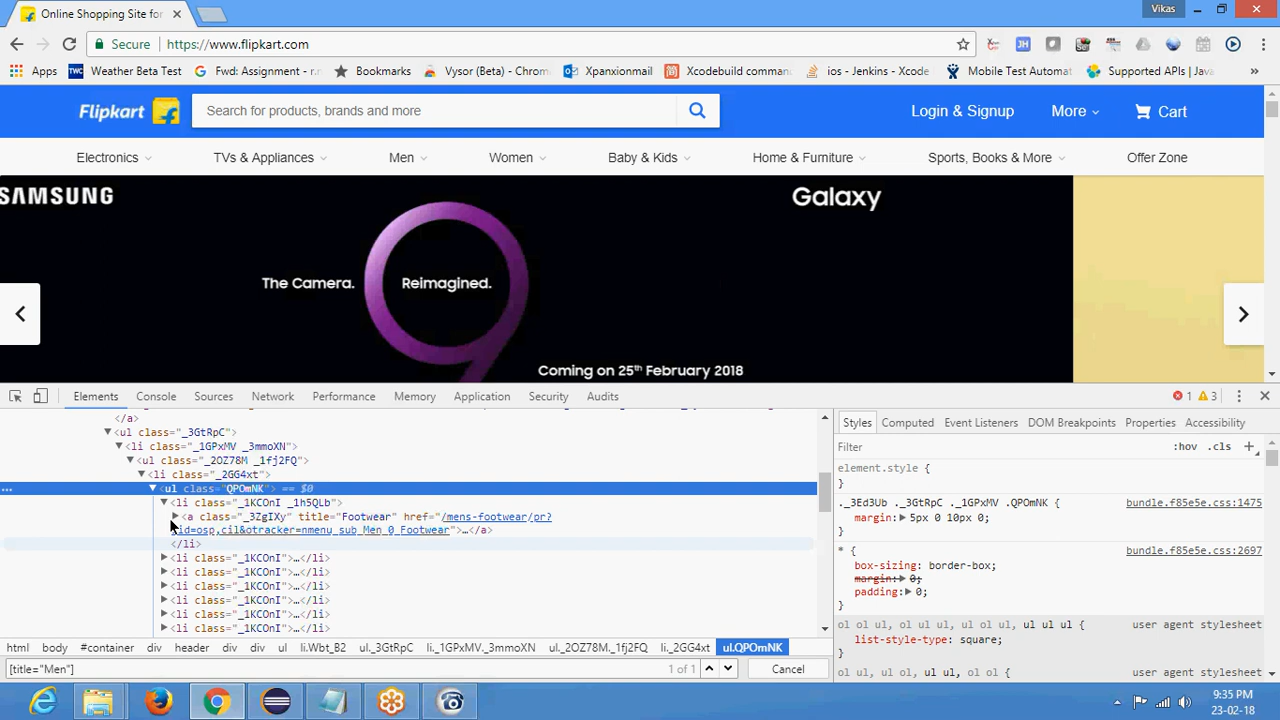 Online Shopping Site for
Vikas
Secure
https://www.flipkart.com
Apps
Weather Beta Test
Fwd: Assignment - r.n
Bookmarks
Vysor (Beta) - Chrom
Xpanxionnail
Xcodebuild comman
ios - Jenkins - Xcode
Mobile Test Automat
Supported APIs | Java
»
Flipkart
Search for products, brands and more
Login & Signup
More
Cart
Electronics
TVs & Appliances
Men
Women
Baby & Kids
Home & Furniture
Sports, Books & More
Offer Zone
SAMSUNG
Galaxy
The Camera.
Reimagined.
Coming on 25th February 2018
Elements
Console
Sources
Network
Performance
Memory
Application
Security
Audits
1
3
</a>
<ul class="_3GtRpC">
<li class="_1GPxMV _3mmoXN">
<ul class="_2OZ78M _1fj2FQ">
<li class="_2GG4xt">
<ul class="QPOmNK"> == $0
<li class="_1KCOnI _1h5QLb">
<a class="_3ZgIXy" title="Footwear" href="/mens-footwear/pr?
sid=osp,cil&otracker=nmenu_sub_Men_0_Footwear">…</a>
</li>
<li class="_1KCOnI">…</li>
<li class="_1KCOnI">…</li>
<li class="_1KCOnI">…</li>
<li class="_1KCOnI">…</li>
<li class="_1KCOnI">…</li>
<li class="_1KCOnI">…</li>
html body #container div header div div ul li.Wbt_B2 ul._3GtRpC li._1GPxMV._3mmoXN ul._2OZ78M._1fj2FQ li._2GG4xt ul.QPOmNK
[title="Men"]
1 of 1
Cancel
Styles
Computed
Event Listeners
DOM Breakpoints
Properties
Accessibility
Filter
:hov .cls +
element.style {
}
._3Ed3Ub ._3GtRpC ._1GPxMV .QPOmNK
bundle.f85e5e.css:1475
margin: 5px 0 10px 0;
}
* {
bundle.f85e5e.css:2697
box-sizing: border-box;
margin: 0;
padding: 0;
}
ol ol ul, ol ul ul, ul ol ul, ul ul ul {
user agent stylesheet
list-style-type: square;
}
ol ul, ul ul, ul ol, ol ol {
user agent stylesheet
9:35 PM
23-02-18